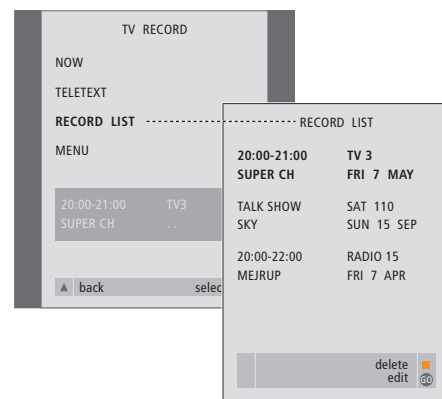 TV RECORD
NOW
TELETEXT
RECORD LIST
MENU
20:00-21:00 TV3
SUPER CH . .
back selec
RECORD LIST
20:00-21:00 TV 3
SUPER CH FRI 7 MAY
TALK SHOW SAT 110
SKY SUN 15 SEP
20:00-22:00 RADIO 15
MEJRUP FRI 7 APR
delete
edit GO